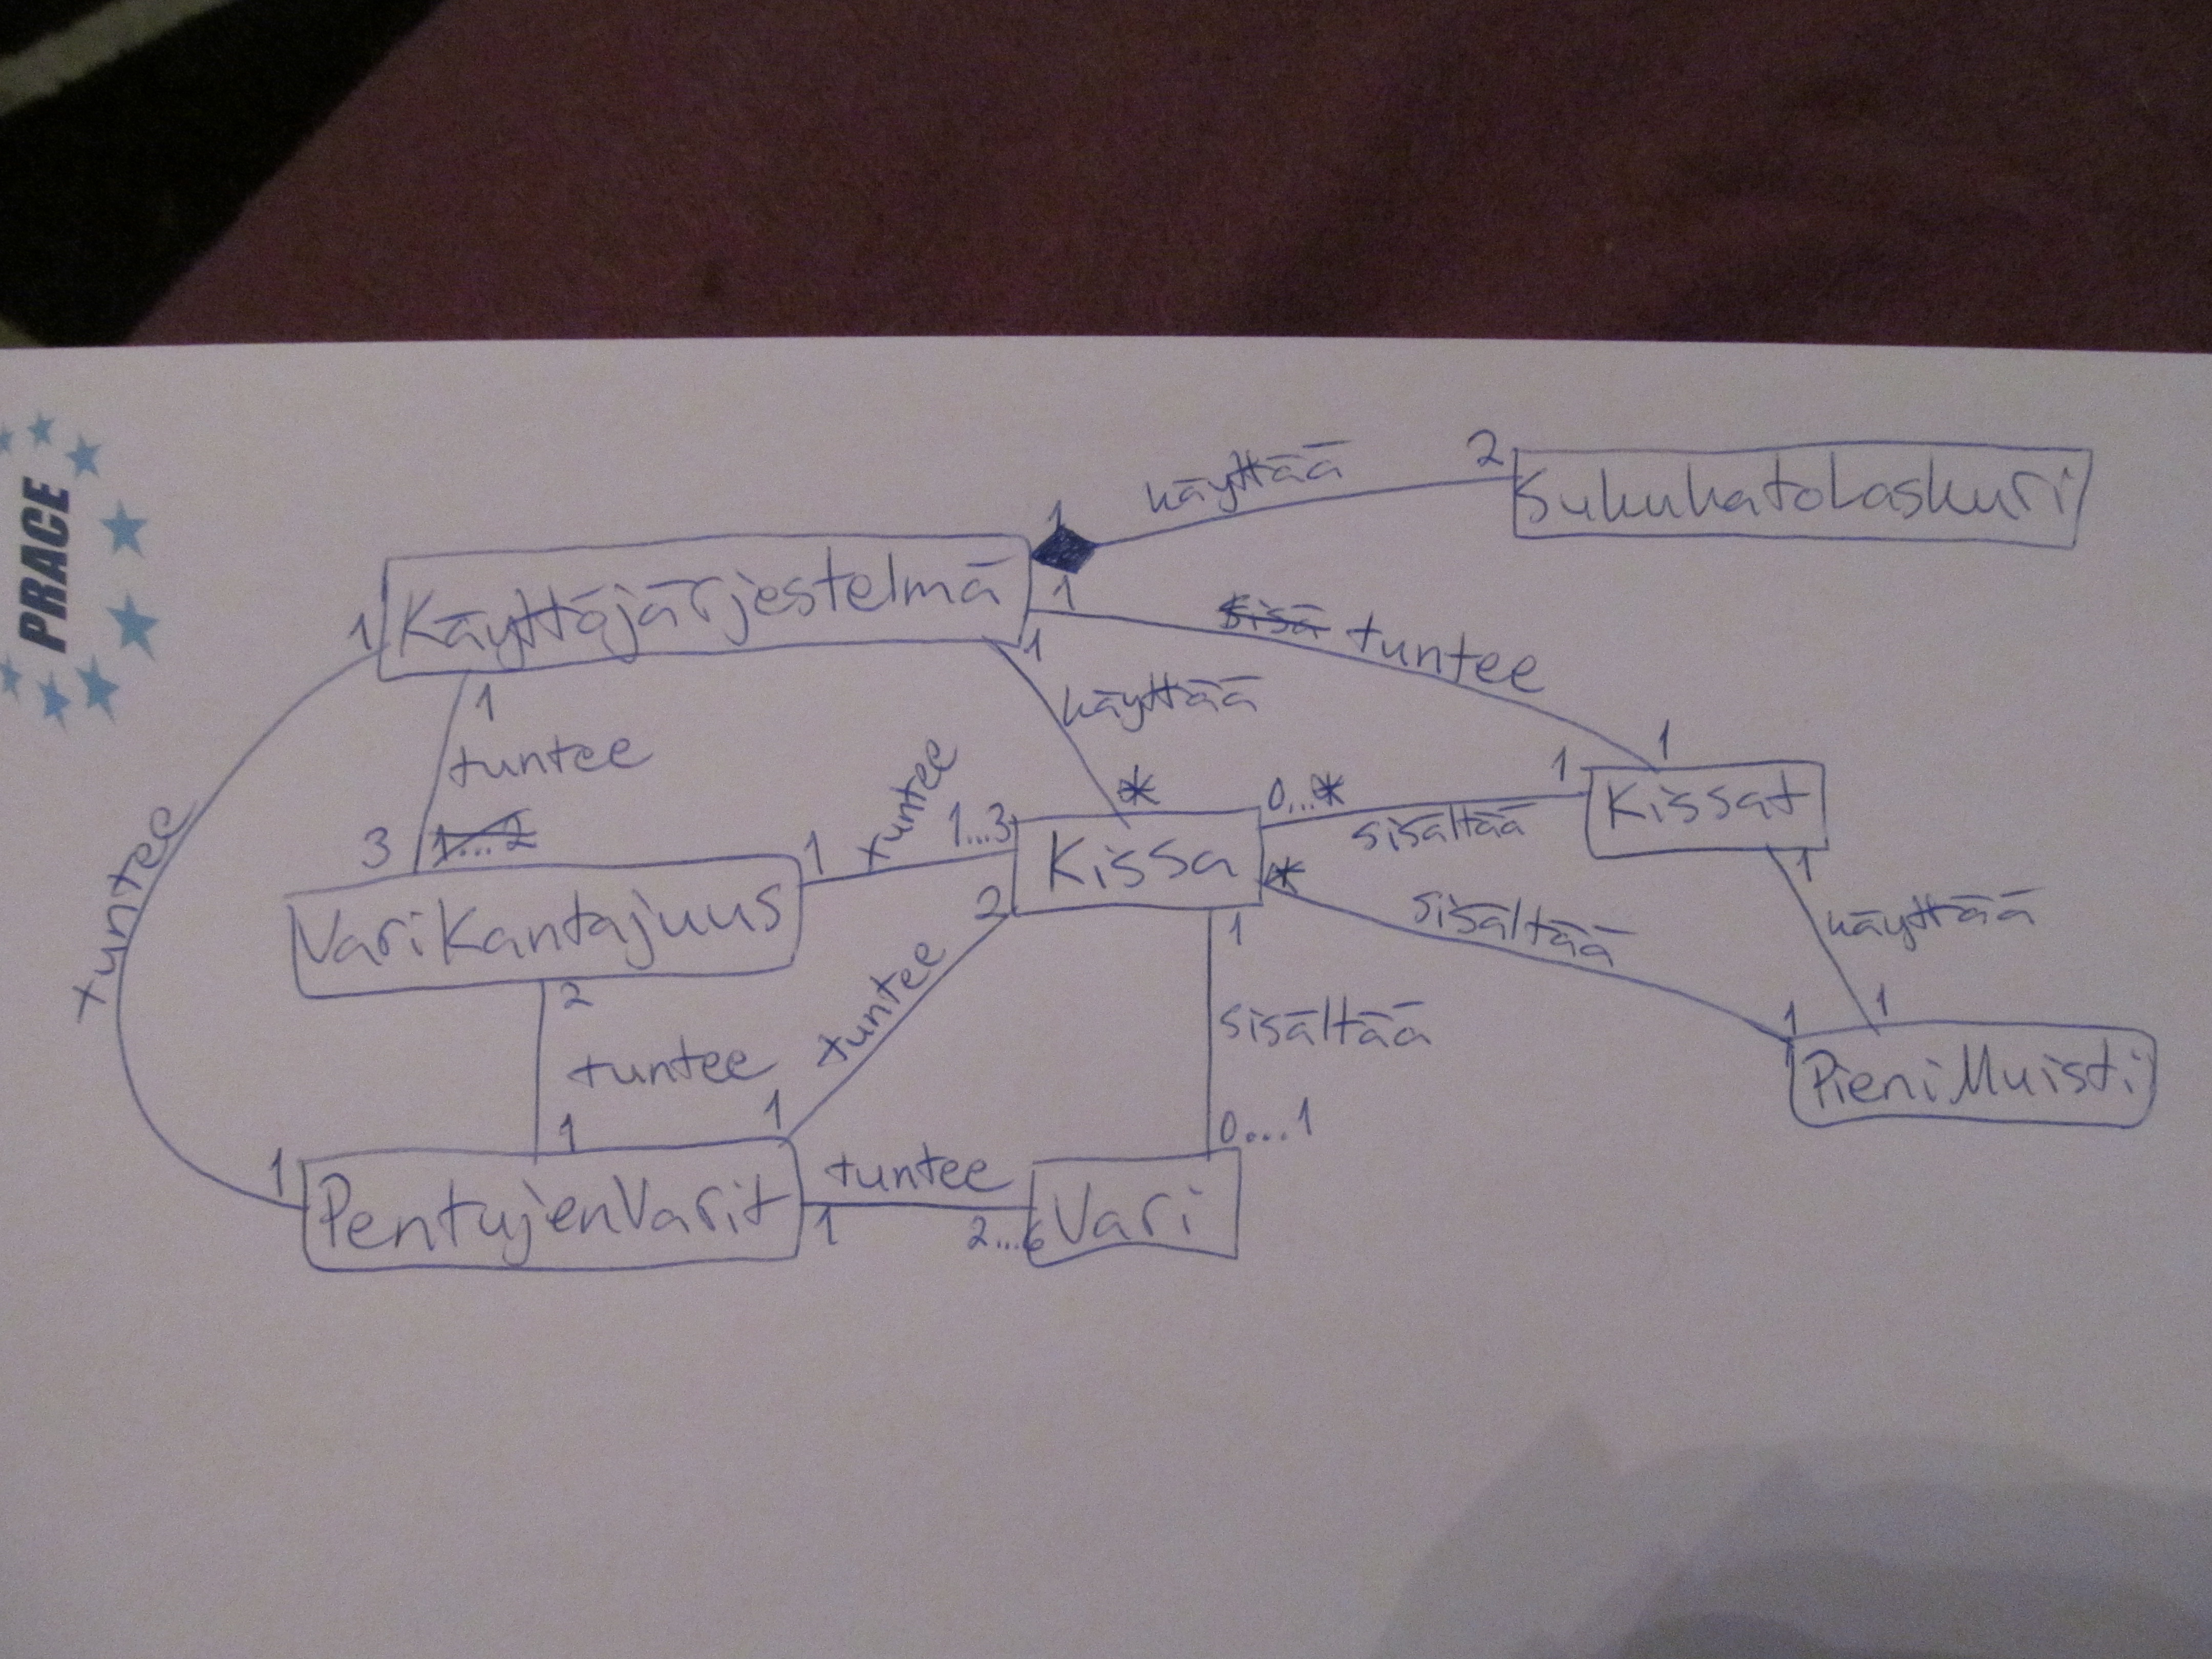 PRACE
käyttää
1
2
SukukatoLaskuri
Käyttöjärjestelmä
1
1
1
1
sisä tuntee
käyttää
tuntee
tuntee
3
1...2
1
tuntee
1...3
*
0...*
1
1
Kissat
sisältää
Kissa
VariKantajuus
2
*
1
1
sisältää
käyttää
2
tuntee
tuntee
sisältää
1
1
PieniMuisti
1
1
0....1
1
PentujenVarit
tuntee
1
2...6
Vari